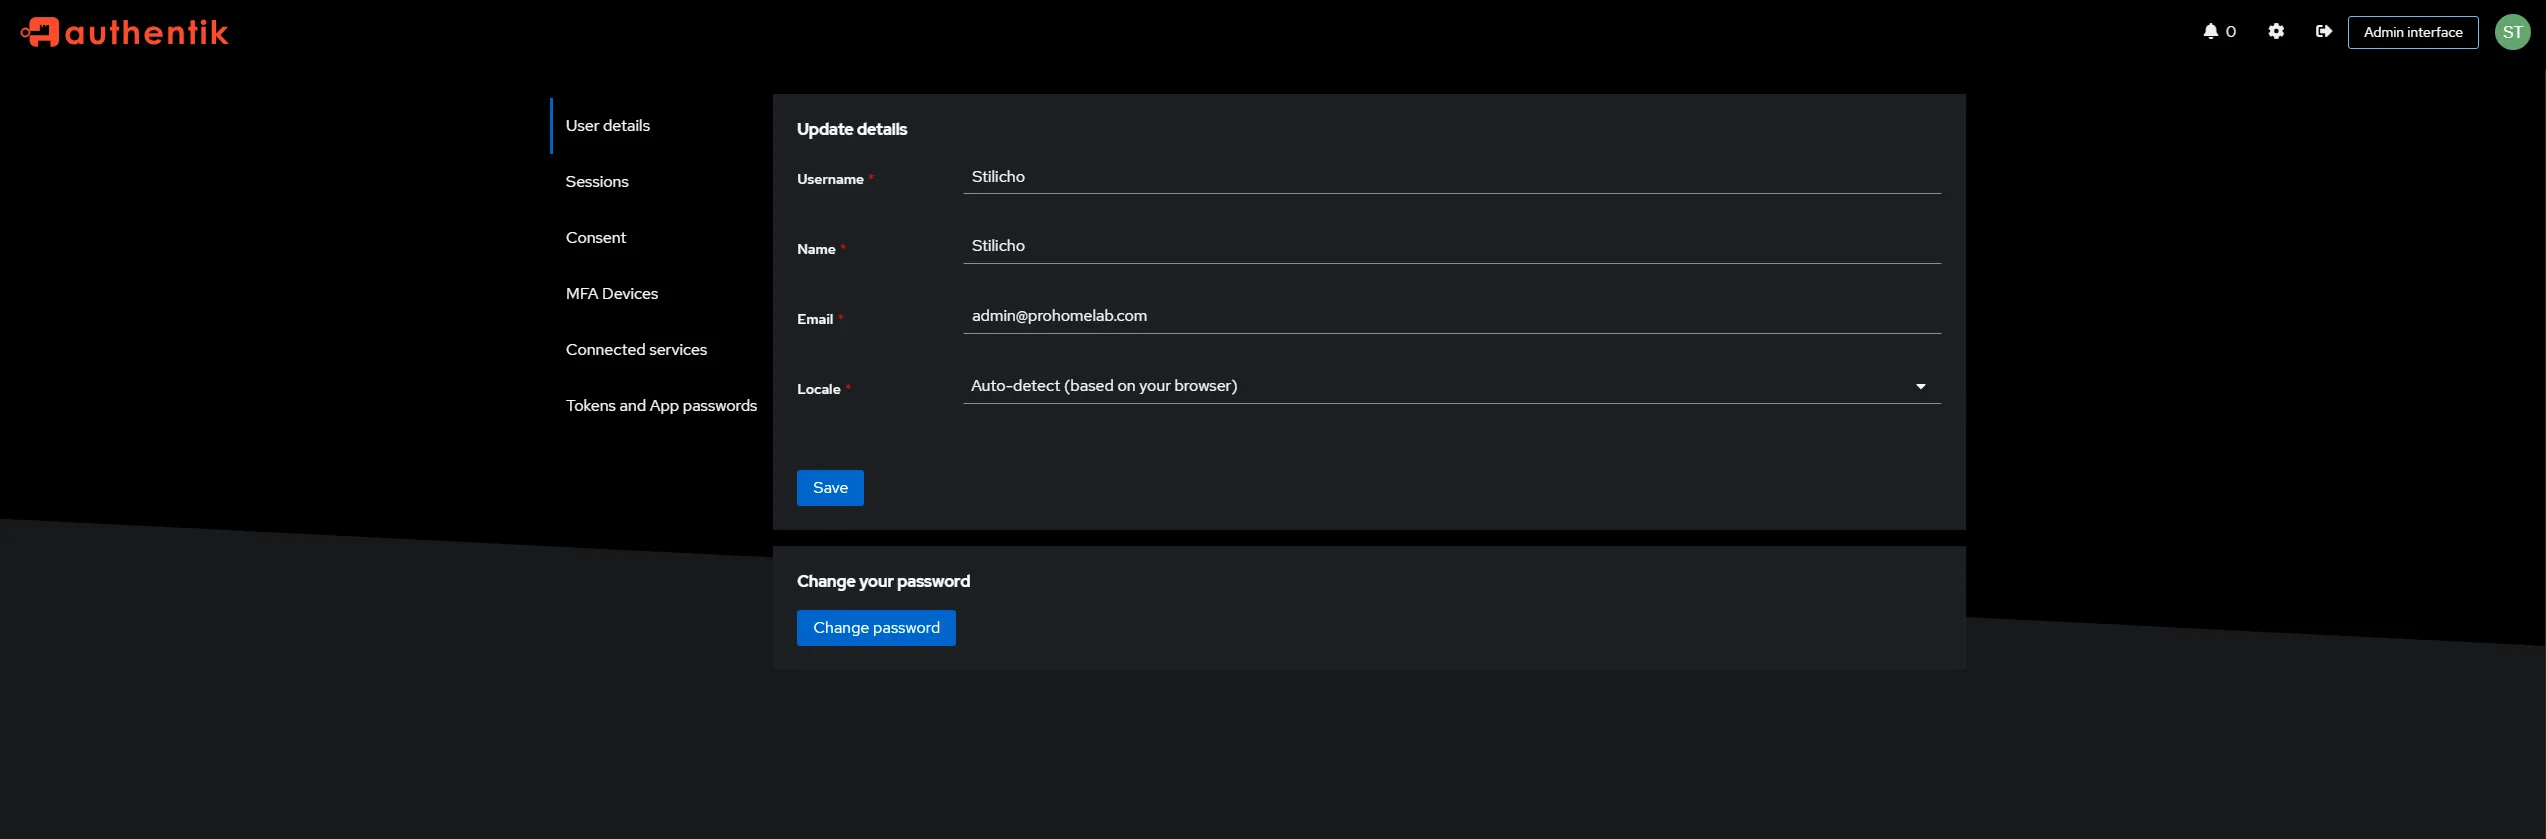 authentik
0
Admin interface
ST
User details
Sessions
Consent
MFA Devices
Connected services
Tokens and App passwords
Update details
Username *
Stilicho
Name *
Stilicho
Email *
admin@prohomelab.com
Locale *
Auto-detect (based on your browser)
Save
Change your password
Change password